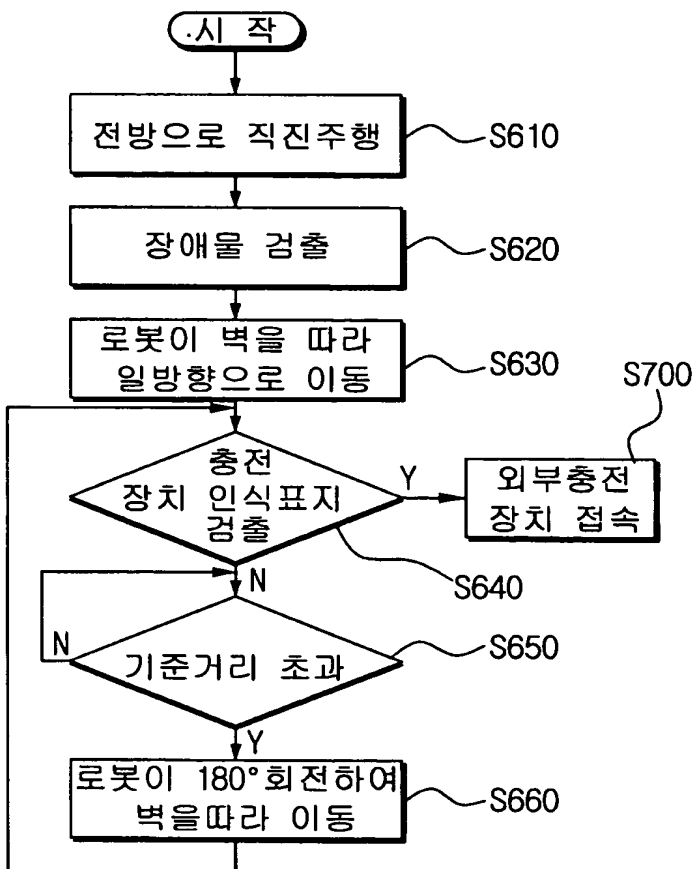 .시 작
전방으로 직진주행
S610
장애물 검출
S620
로봇이 벽을 따라
일방향으로 이동
S630
충전
장치 인식표지
검출
Y
S640
외부충전
장치 접속
S700
N
기준거리 초과
N
S650
Y
로봇이 180°회전하여
벽을따라 이동
S660